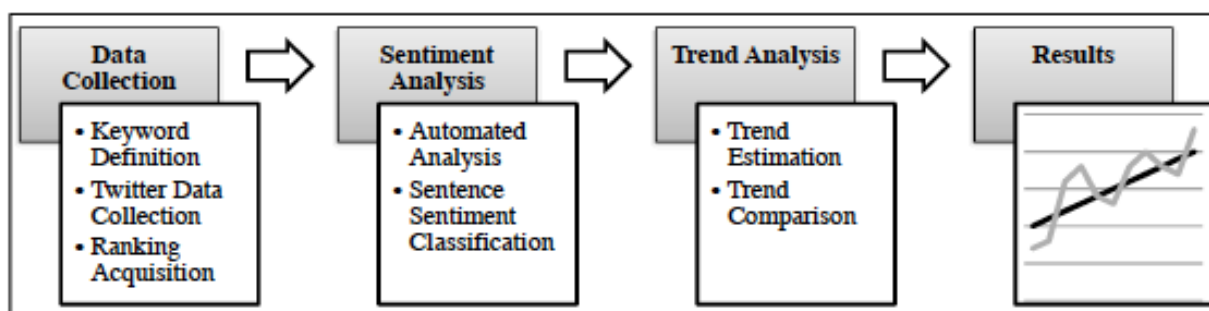 Data
Collection
• Keyword
Definition
• Twitter Data
Collection
• Ranking
Acquisition
Sentiment
Analysis
• Automated
Analysis
• Sentence
Sentiment
Classification
Trend Analysis
• Trend
Estimation
• Trend
Comparison
Results